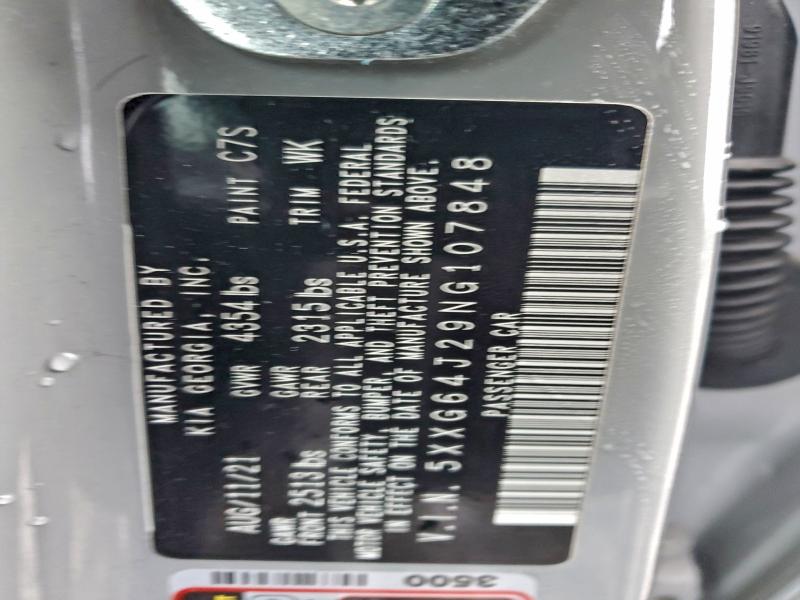 MANUFACTURED BY
KIA GEORGIA, INC.
AUG/11/21 GVWR 4354lbs PAINT C7S
GAWR GAWR
FRONT 2513lbs REAR 2315lbs TRIM WK
THIS VEHICLE CONFORMS TO ALL APPLICABLE U.S.A. FEDERAL
MOTOR VEHICLE SAFETY, BUMPER, AND THEFT PREVENTION STANDARDS
IN EFFECT ON THE DATE OF MANUFACTURE SHOWN ABOVE.
V.I.N. 5XXG64J29NG107848
PASSENGER CAR
3500